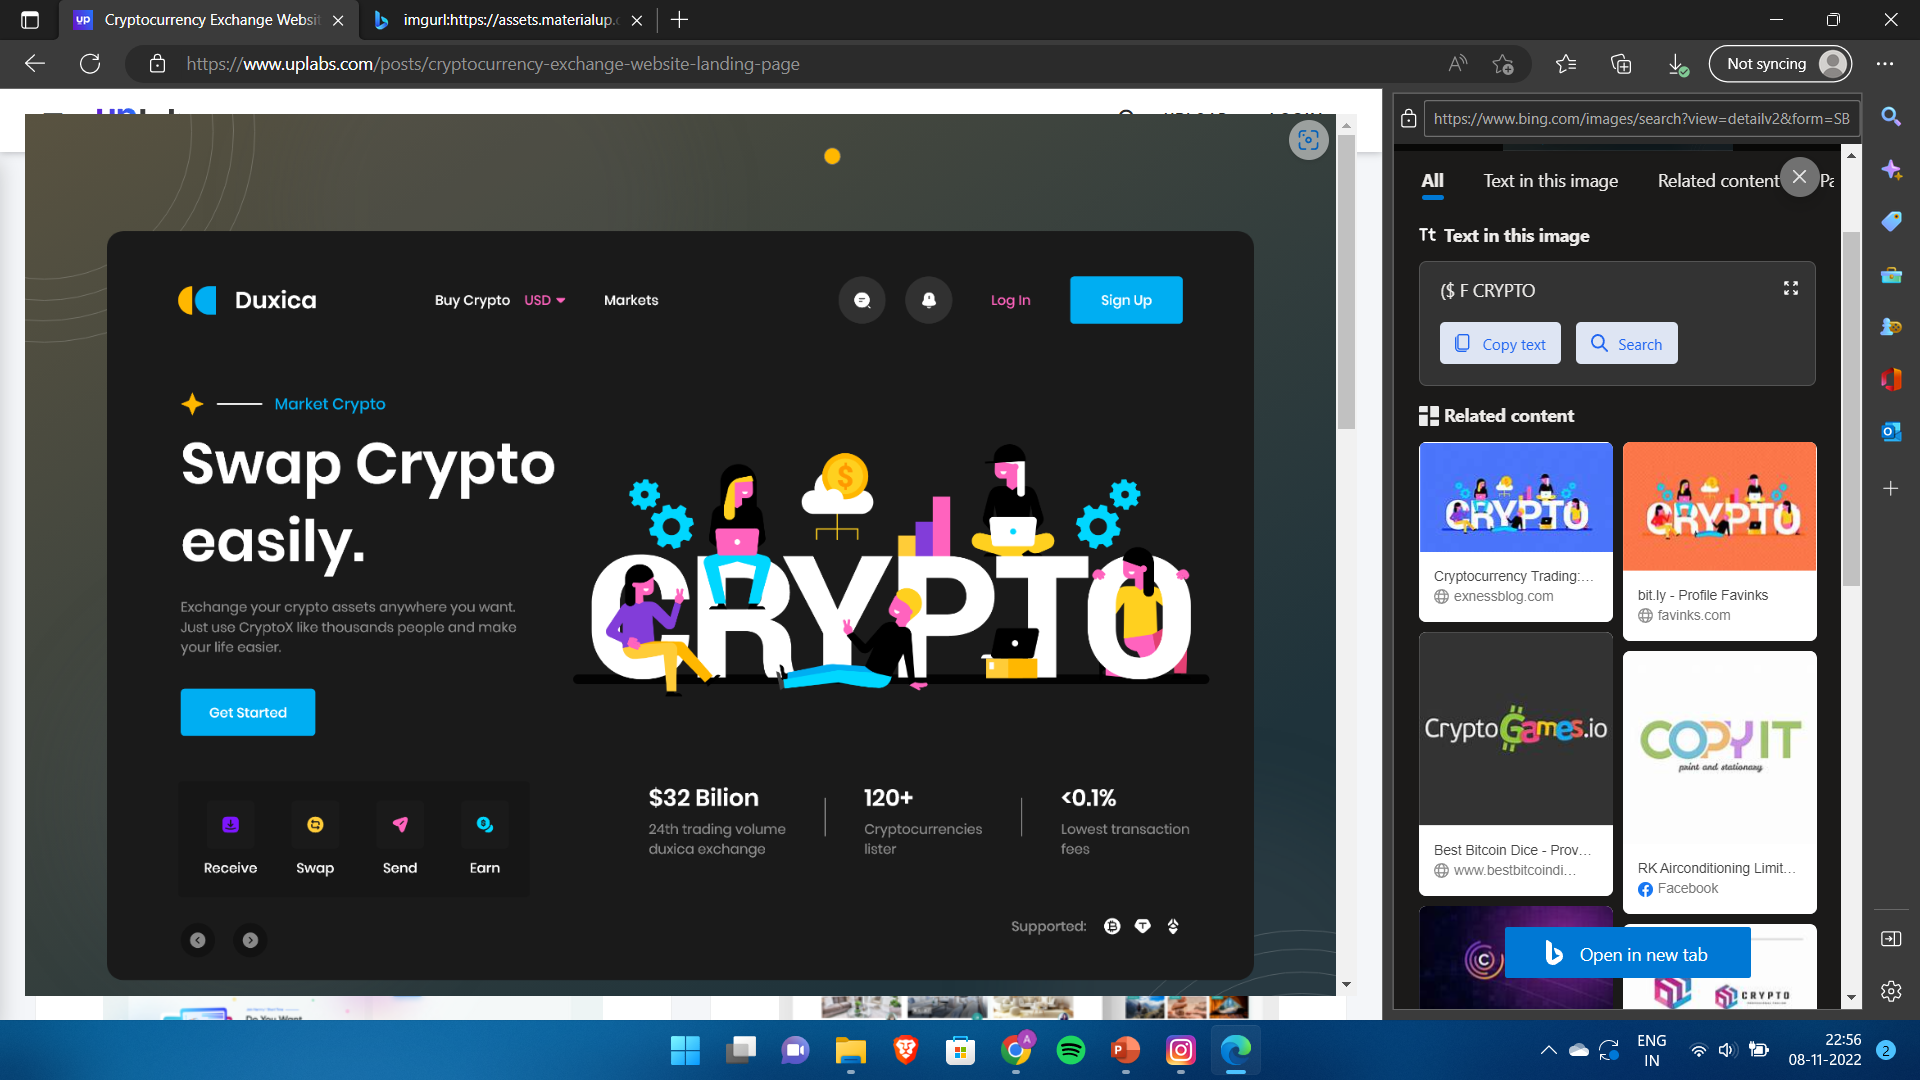 Cryptocurrency Exchange Websi
imgurl:https://assets.materialup.c
https://www.uplabs.com/posts/cryptocurrency-exchange-website-landing-page
Not syncing
https://www.bing.com/images/search?view=detailv2&form=SB
Duxica
Buy Crypto USD
Markets
Log In
Sign Up
Market Crypto
Swap Crypto
easily.
Exchange your crypto assets anywhere you want.
Just use CryptoX like thousands people and make
your life easier.
Get Started
CRYPTO
Receive
Swap
Send
Earn
$32 Bilion
24th trading volume
duxica exchange
120+
Cryptocurrencies
lister
<0.1%
Lowest transaction
fees
Supported:
All
Text in this image
Related content
Pa
Tt Text in this image
($ F CRYPTO
Copy text
Search
Related content
CRYPTO
Cryptocurrency Trading:...
exnessblog.com
CRYPTO
bit.ly - Profile Favinks
favinks.com
CryptoGames.io
Best Bitcoin Dice - Prov...
www.bestbitcoindi...
COPYIT
print and stationary
RK Airconditioning Limit...
Facebook
Open in new tab
CRYPTO
Do You Want
ENG
IN
22:56
08-11-2022
2